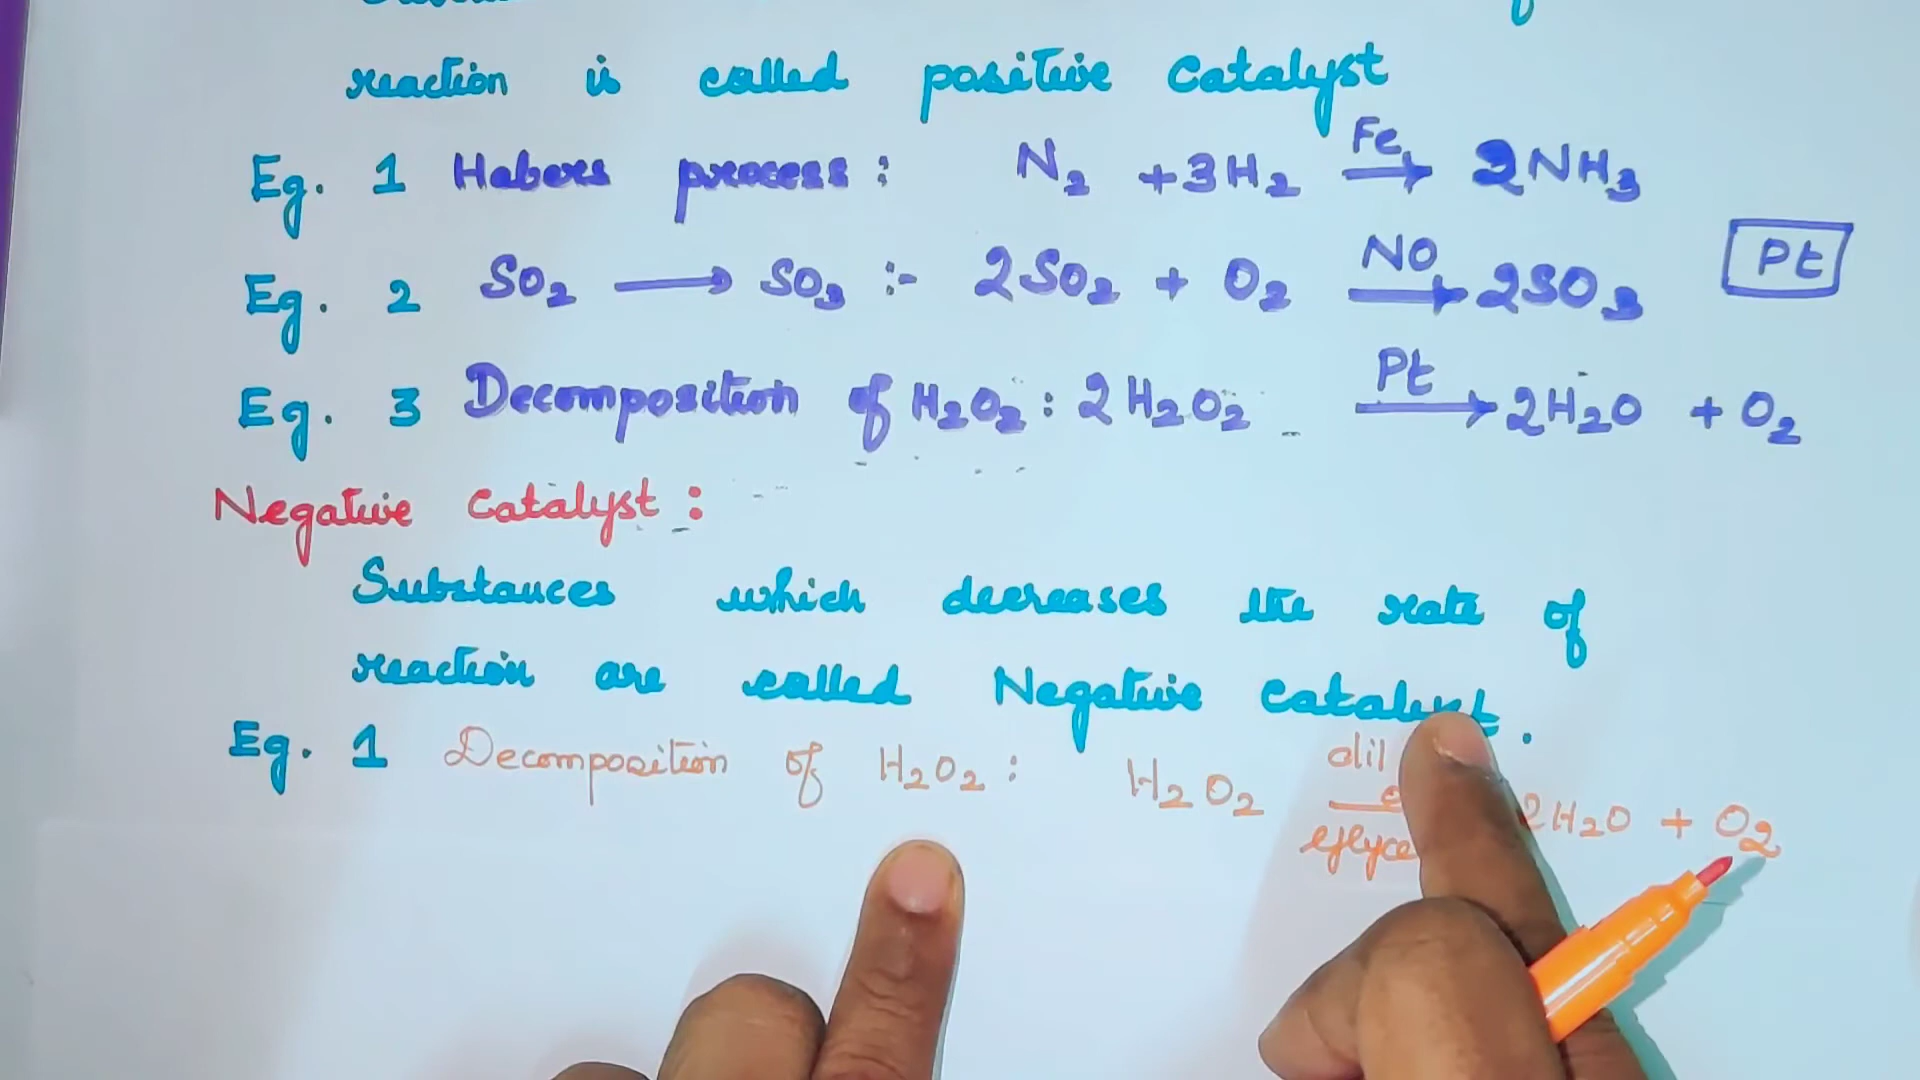 reaction is called positive catalyst
Eg. 1 Habers process : N₂ + 3H₂ Fe → 2NH₃
Eg. 2 SO₂ → SO₃ :- 2SO₂ + O₂ NO → 2SO₃ Pt
Eg. 3 Decomposition of H₂O₂ : 2H₂O₂ Pt → 2H₂O + O₂
Negative catalyst :
Substances which decreases the rate of
reaction are called Negative catalyst.
Eg. 1 Decomposition of H₂O₂ : H₂O₂ dil 2H₂O + O₂